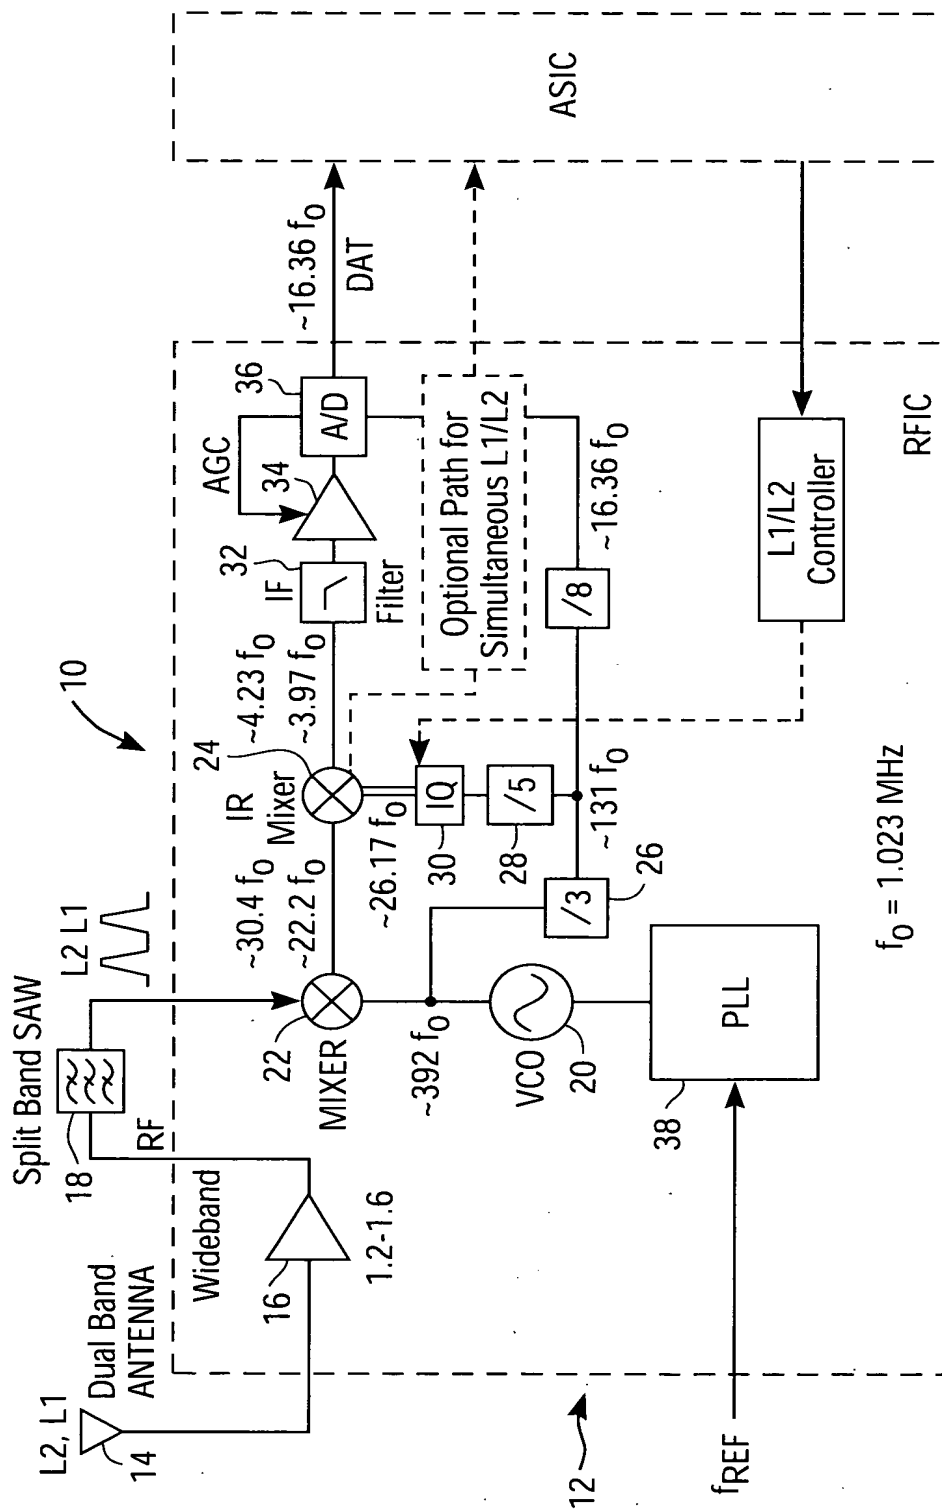 10
L2, L1
Dual Band
ANTENNA
14
Split Band SAW
18
RF
L2 L1
Wideband
16
1.2-1.6
22
MIXER
~30.4 f0
~22.2 f0
24
IR
Mixer
~4.23 f0
~3.97 f0
32
IF
Filter
AGC
34
36
A/D
~16.36 f0
DAT
ASIC
~26.17 f0
IQ
30
/5
28
Optional Path for
Simultaneous L1/L2
~392 f0
/3
26
~131 f0
/8
~16.36 f0
VCO
20
PLL
38
L1/L2
Controller
RFIC
12
fREF
f0 = 1.023 MHz